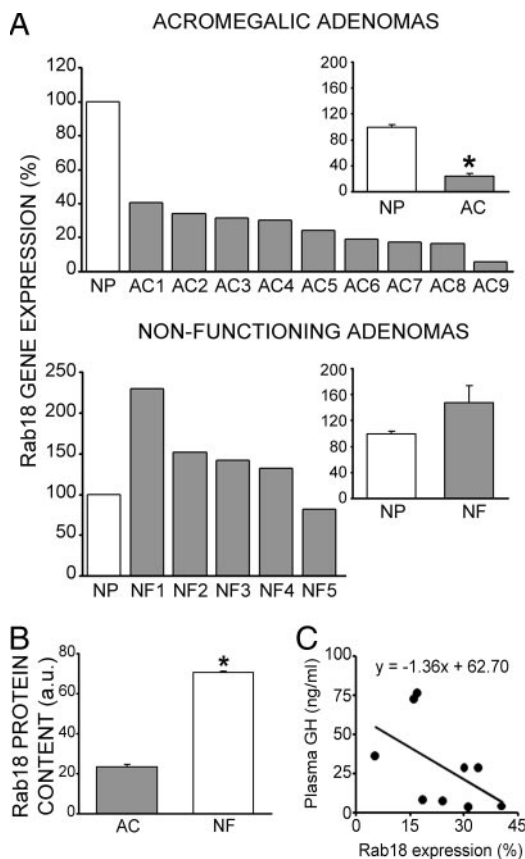 A
ACROMEGALIC ADENOMAS
Rab18 GENE EXPRESSION (%)
120
100
80
60
40
20
0
NP AC1 AC2 AC3 AC4 AC5 AC6 AC7 AC8 AC9
200
160
120
80
40
0
*
NP AC
NON-FUNCTIONING ADENOMAS
250
200
150
100
50
0
NP NF1 NF2 NF3 NF4 NF5
200
160
120
80
40
0
NP NF
B
Rab18 PROTEIN
CONTENT (a.u.)
80
60
40
20
0
*
AC NF
C
y = -1.36x + 62.70
Plasma GH (ng/ml)
100
75
50
25
0
0 15 30 45
Rab18 expression (%)